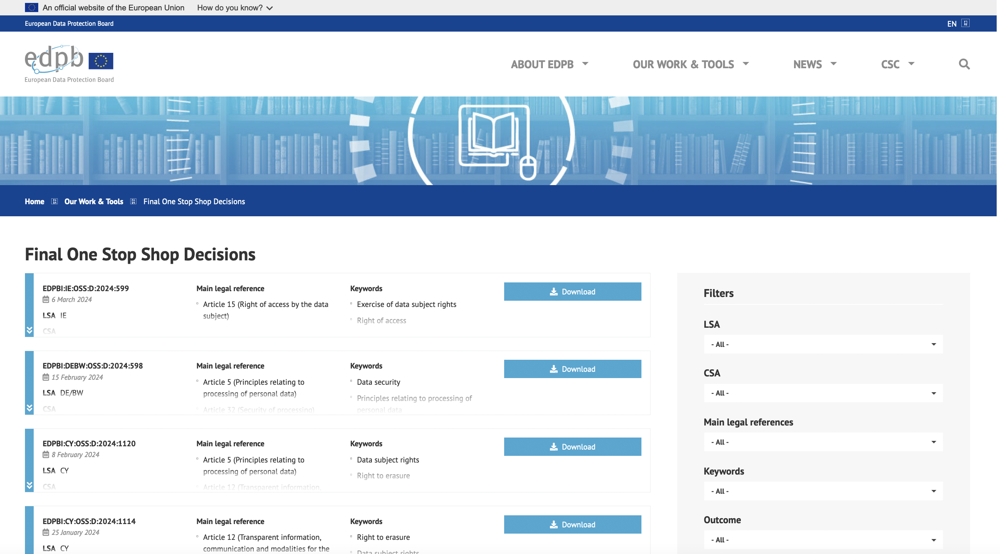 An official website of the European Union How do you know?
European Data Protection Board EN
edpb
European Data Protection Board
ABOUT EDPB OUR WORK & TOOLS NEWS CSC
Home Our Work & Tools Final One Stop Shop Decisions
Final One Stop Shop Decisions
EDPBI:IE:OSS:D:2024:599
6 March 2024
LSA IE
CSA
Main legal reference
Article 15 (Right of access by the data
subject)
Keywords
Exercise of data subject rights
Right of access
Download
EDPBI:DEBW:OSS:D:2024:598
15 February 2024
LSA DE/BW
CSA
Main legal reference
Article 5 (Principles relating to
processing of personal data)
Article 32 (Security of processing)
Keywords
Data security
Principles relating to processing of
personal data
Download
EDPBI:CY:OSS:D:2024:1120
8 February 2024
LSA CY
CSA
Main legal reference
Article 5 (Principles relating to
processing of personal data)
Article 12 (Transparent information,
Keywords
Data subject rights
Right to erasure
Download
EDPBI:CY:OSS:D:2024:1114
25 January 2024
LSA CY
Main legal reference
Article 12 (Transparent information,
communication and modalities for the
Keywords
Right to erasure
Data subject rights
Download
Filters
LSA
- All -
CSA
- All -
Main legal references
- All -
Keywords
- All -
Outcome
- All -